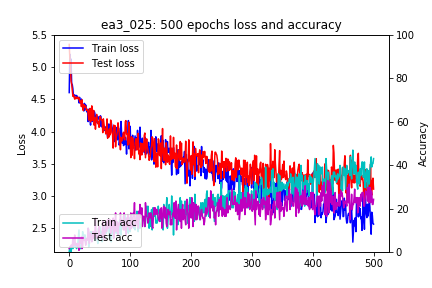 ea3_025: 500 epochs loss and accuracy
5.5
5.0
4.5
4.0
3.5
3.0
2.5
Loss
Train loss
Test loss
Train acc
Test acc
100
80
60
40
20
0
Accuracy
0
100
200
300
400
500